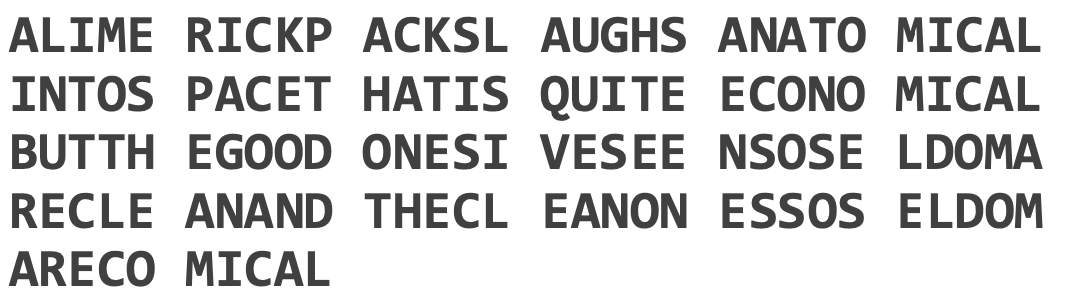 ALIME RICKP ACKSL AUGHS ANATO MICAL
INTOS PACET HATIS QUITE ECONO MICAL
BUTTH EGOOD ONESI VESEE NSOSE LDOMA
RECLE ANAND THECL EANON ESSOS ELDOM
ARECO MICAL